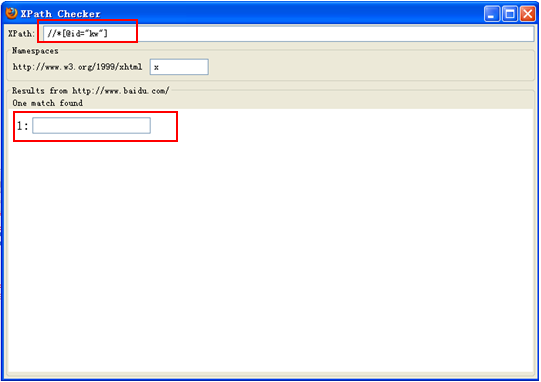 XPath Checker
XPath: //*[@id="kw"]
Namespaces
http://www.w3.org/1999/xhtml x
Results from http://www.baidu.com/
One match found
1: